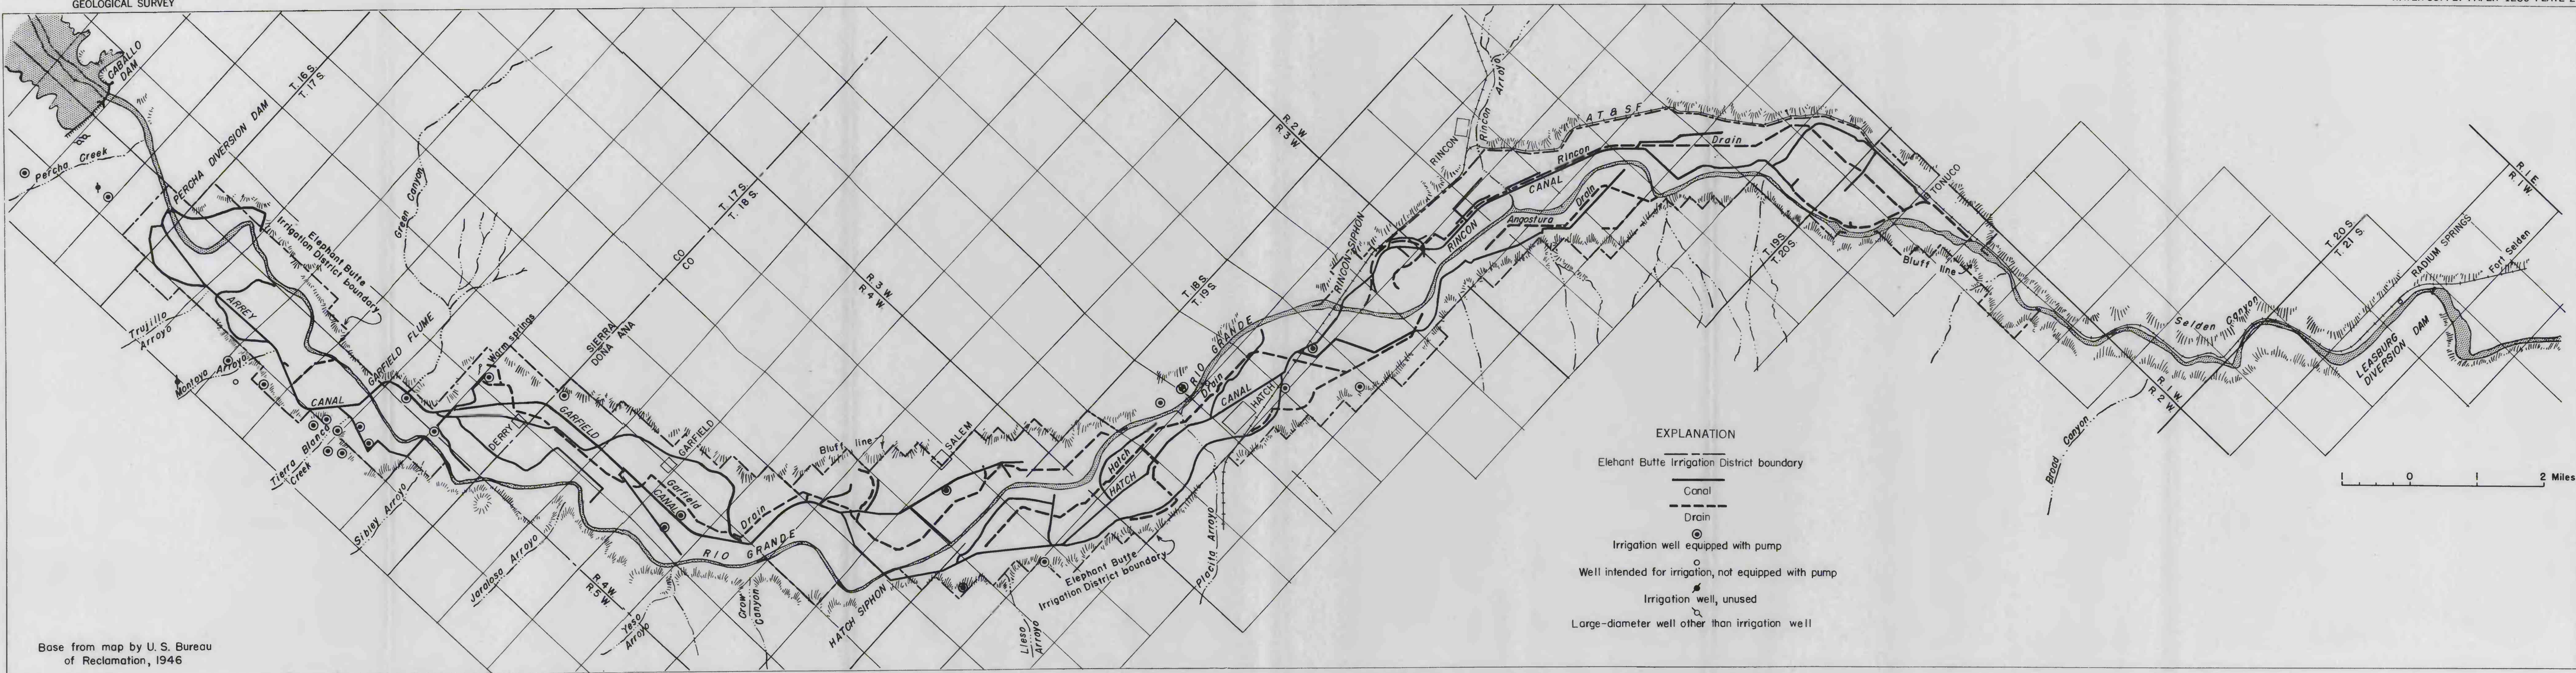 GEOLOGICAL SURVEY
CABALLO
DAM
T. 16 S.
T. 17 S.
PERCHA DIVERSION DAM
Percha Creek
Green Canyon
Elephant Butte
Irrigation District
boundary
ARREY
Trujillo
Arroyo
Montoya Arroyo
CANAL
GARFIELD FLUME
Warm springs
Tierra Blanca
Creek
Sibley Arroyo
Jaralosa Arroyo
DERRY
GARFIELD
SIERRA CO
DONA ANA CO
T. 17 S.
T. 18 S.
R 3 W
R 4 W
GARFIELD
Garfield
CANAL
Drain
R. 4 W.
R. 5 W.
Yeso
Arroyo
RIO GRANDE
Crow
Canyon
HATCH SIPHON
Bluff line
SALEM
Hatch
HATCH
Drain
CANAL
HATCH
Lleso
Arroyo
Elephant Butte
Irrigation District boundary
Placita Arroyo
RIO GRANDE
T. 18 S.
T. 19 S.
R 2 W
R 3 W
RINCON SIPHON
RINCON
Rincon Arroyo
AT & SF
Rincon
Drain
RINCON
CANAL
Angostura
Drain
T. 19 S.
T. 20 S.
TONUCO
Bluff line
Selden Canyon
Broad Canyon
R. 1 W
R. 2 W
T. 20 S.
T. 21 S.
R 1 E.
R 1 W.
RADIUM SPRINGS
Fort Selden
LEASBURG
DIVERSION DAM
EXPLANATION
Elehant Butte Irrigation District boundary
Canal
Drain
Irrigation well equipped with pump
Well intended for irrigation, not equipped with pump
Irrigation well, unused
Large-diameter well other than irrigation well
1 0 1 2 Miles
Base from map by U. S. Bureau
of Reclamation, 1946